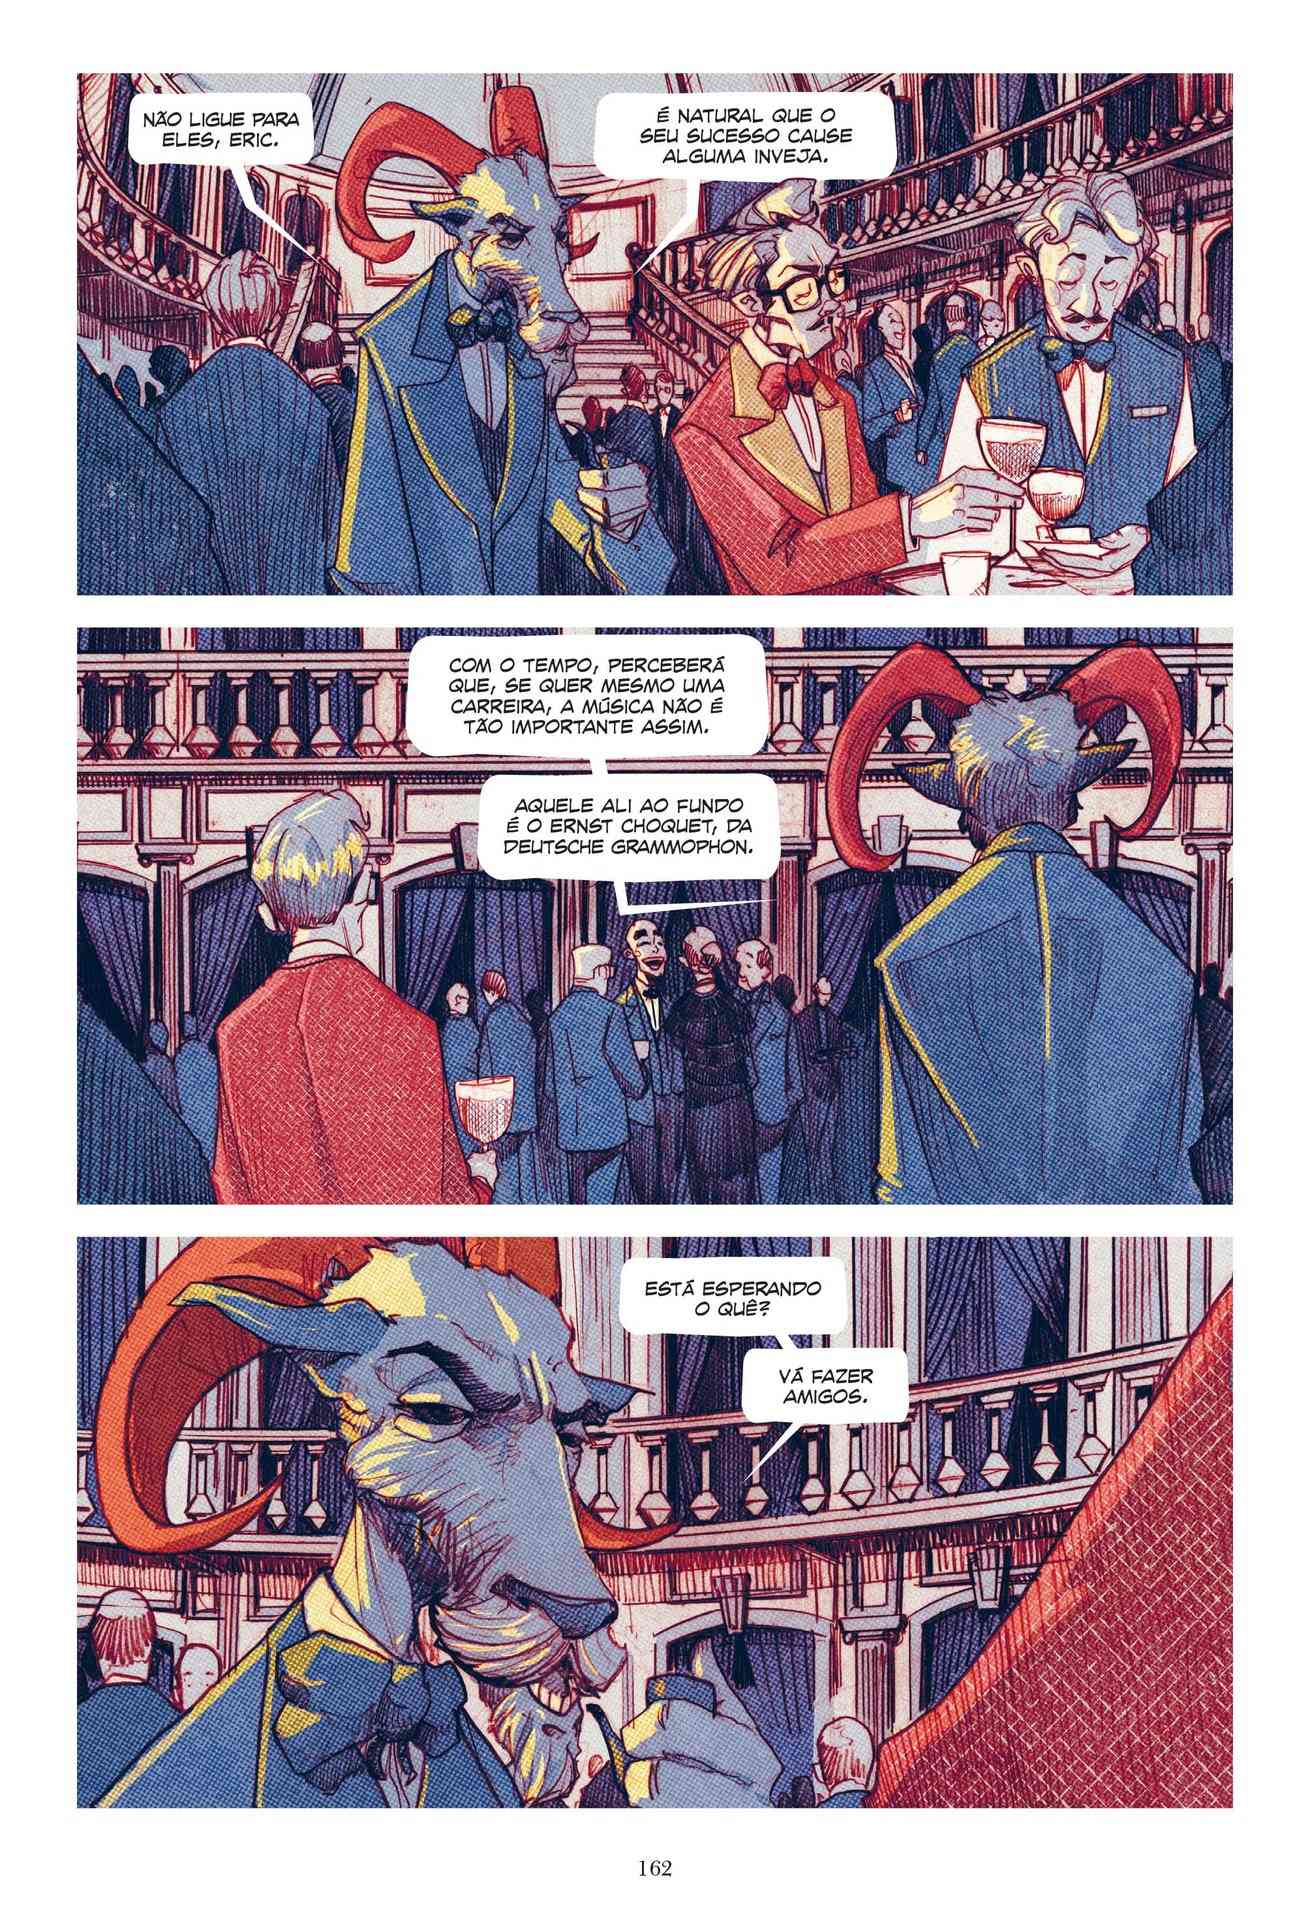 NÃO LIGUE PARA
ELES, ERIC.
É NATURAL QUE O
SEU SUCESSO CAUSE
ALGUMA INVEJA.
COM O TEMPO, PERCEBERÁ
QUE, SE QUER MESMO UMA
CARREIRA, A MÚSICA NÃO É
TÃO IMPORTANTE ASSIM.
AQUELE ALI AO FUNDO
É O ERNST CHOQUET, DA
DEUTSCHE GRAMMOPHON.
ESTÁ ESPERANDO
O QUÊ?
VÁ FAZER
AMIGOS.
162